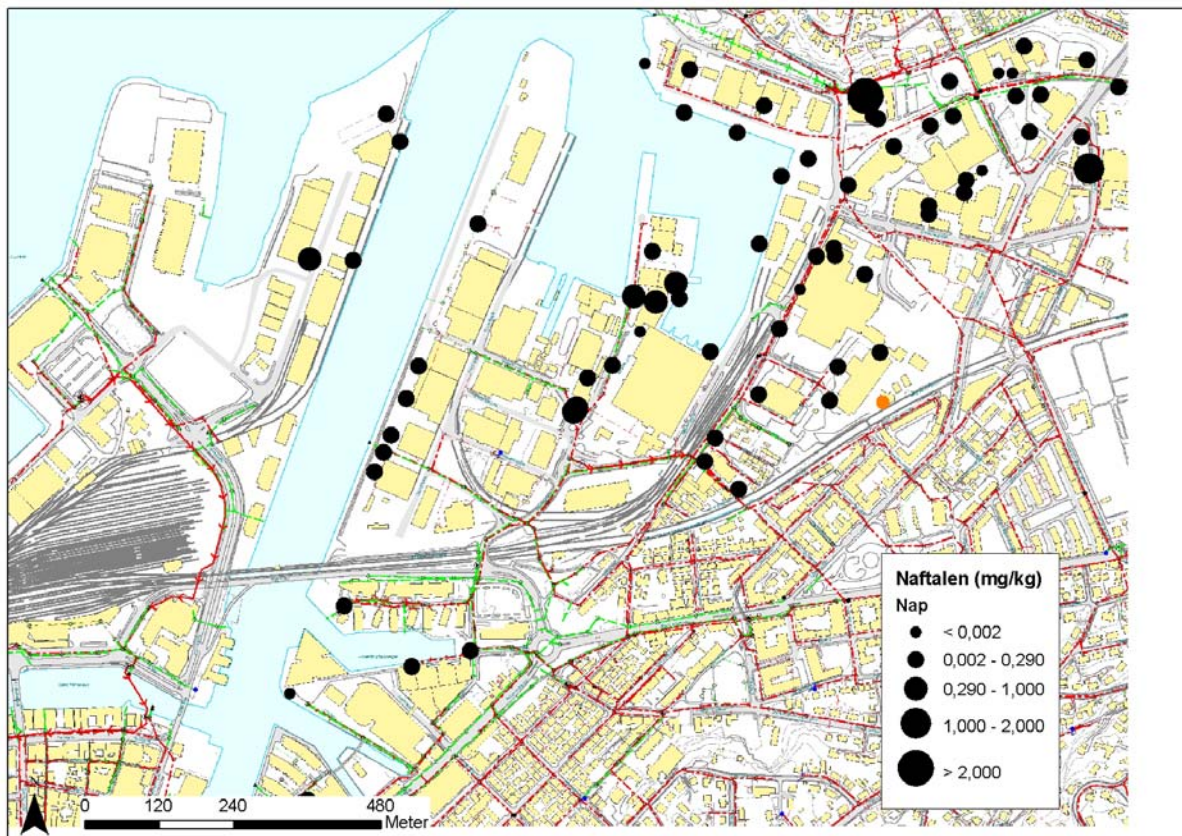 Naftalen (mg/kg)
Nap
< 0,002
0,002 - 0,290
0,290 - 1,000
1,000 - 2,000
> 2,000
0 120 240 480
Meter